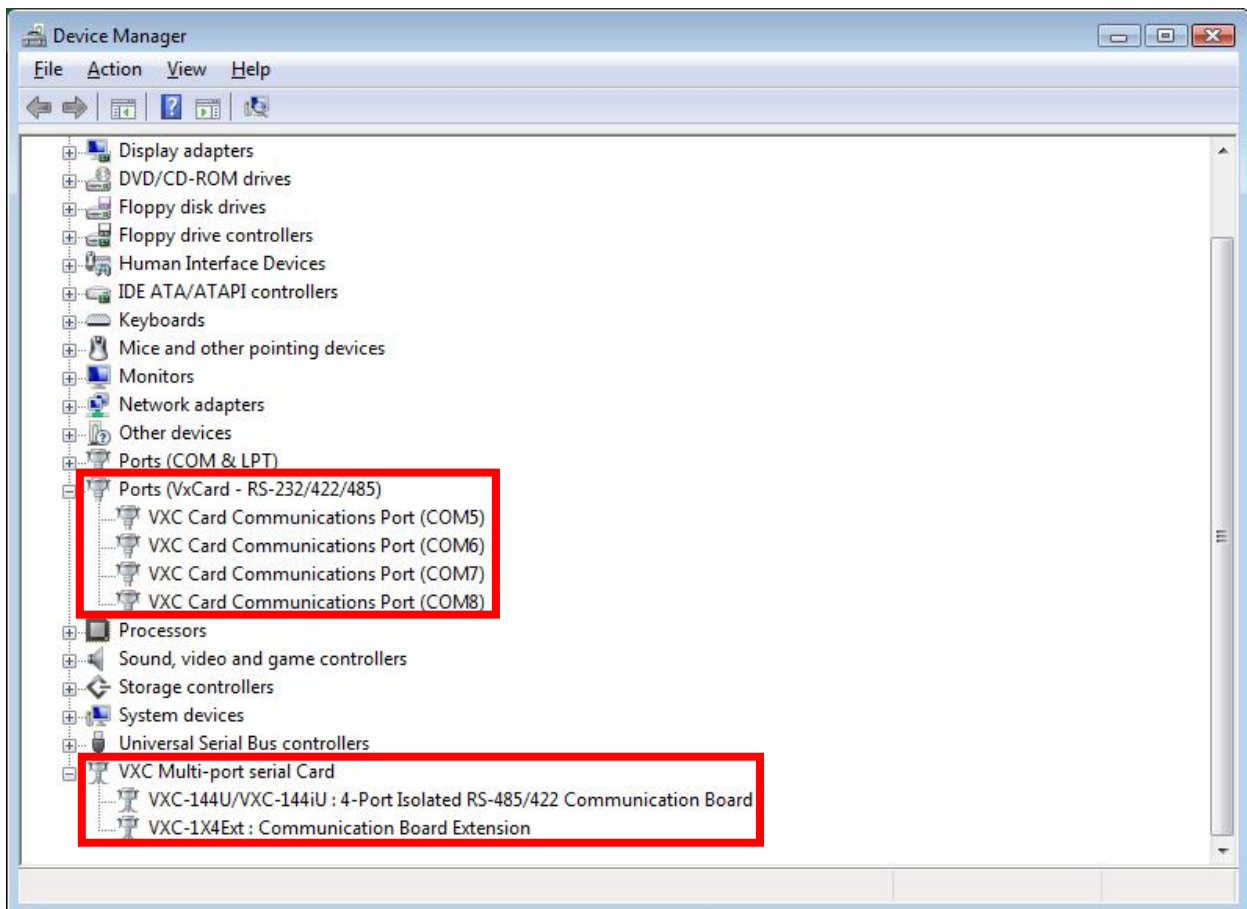 Device Manager
File Action View Help
Display adapters
DVD/CD-ROM drives
Floppy disk drives
Floppy drive controllers
Human Interface Devices
IDE ATA/ATAPI controllers
Keyboards
Mice and other pointing devices
Monitors
Network adapters
Other devices
Ports (COM & LPT)
Ports (VxCard - RS-232/422/485)
VXC Card Communications Port (COM5)
VXC Card Communications Port (COM6)
VXC Card Communications Port (COM7)
VXC Card Communications Port (COM8)
Processors
Sound, video and game controllers
Storage controllers
System devices
Universal Serial Bus controllers
VXC Multi-port serial Card
VXC-144U/VXC-144iU : 4-Port Isolated RS-485/422 Communication Board
VXC-1X4Ext : Communication Board Extension